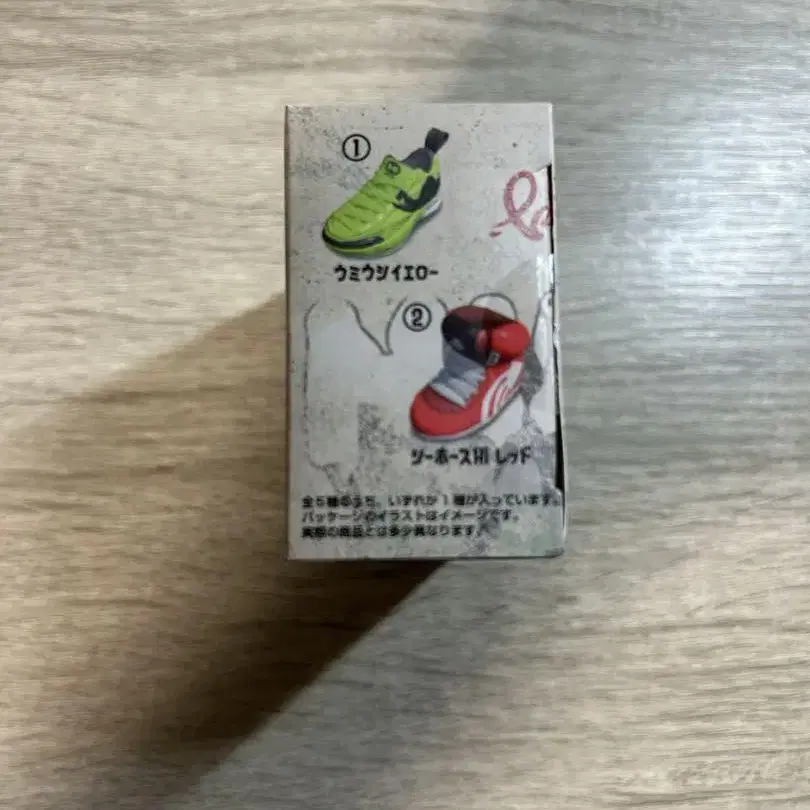 ①
ウミウシイエロー
②
シーホースHI レッド
全5種のうち、いずれか1種が入っています。
パッケージのイラストはイメージです。
実際の商品とは多少異なります。